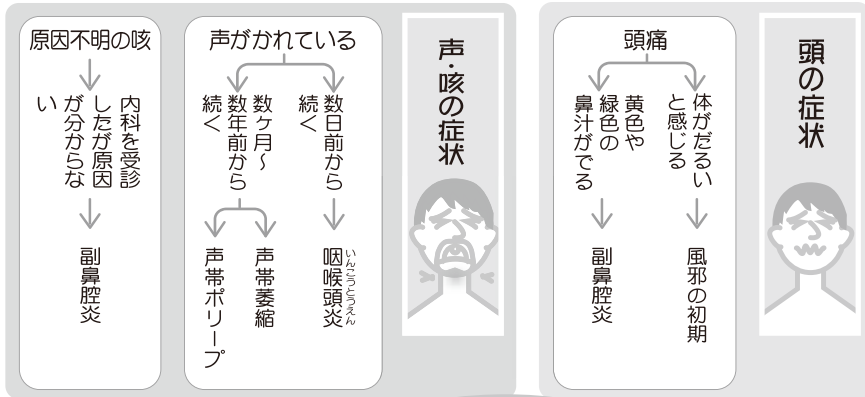 頭の症状
頭痛
体がだるい
と感じる
風邪の初期
黄色や
緑色の
鼻汁がでる
副鼻腔炎
声・咳の症状
声がかれている
数日前から
続く
咽喉頭炎
いんこうとうえん
数ヶ月〜
数年前から
続く
声帯萎縮
声帯ポリープ
原因不明の咳
内科を受診
したが原因
が分からな
い
副鼻腔炎